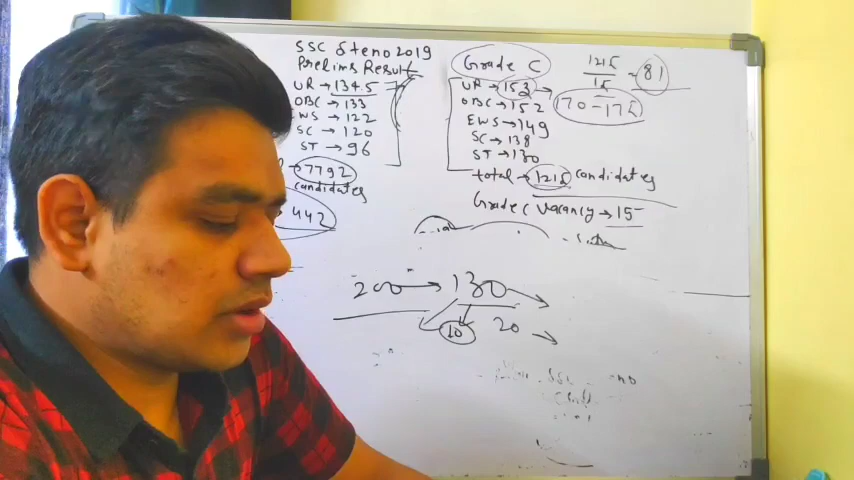 SSC Steno 2019
Prelims Result
UR → 134.5
OBC → 133
EWS → 122
SC → 120
ST → 96
→ 7792
candidates
442
Grade C
UR → 153 →
OBC → 152
EWS → 149
SC → 138
ST → 130
total → 1215 candidates
Grade C vacancy → 15
1215
15
= 81
170-175
200 → 130
10
20 →